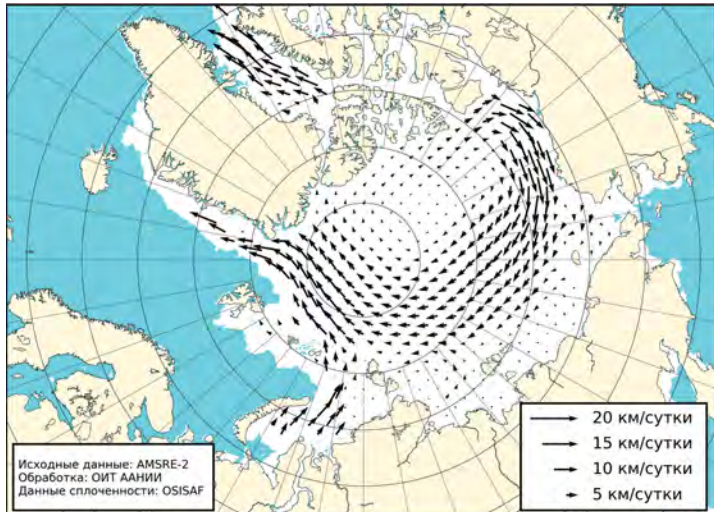 Исходные данные: AMSRE-2
Обработка: ОИТ ААНИИ
Данные сплоченности: OSISAF
20 км/сутки
15 км/сутки
10 км/сутки
5 км/сутки